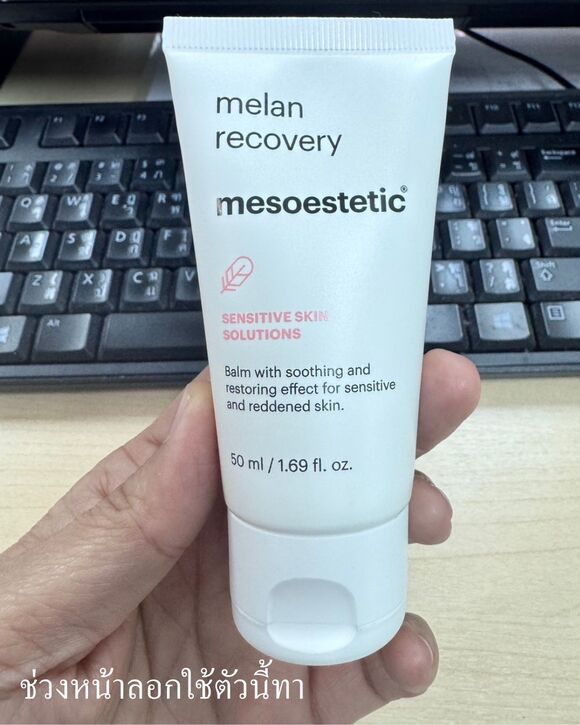 melan
recovery
mesoestetic®
SENSITIVE SKIN
SOLUTIONS
Balm with soothing and
restoring effect for sensitive
and reddened skin.
50 ml / 1.69 fl. oz.
ช่วงหน้าลอกใช้ตัวนี้ทา